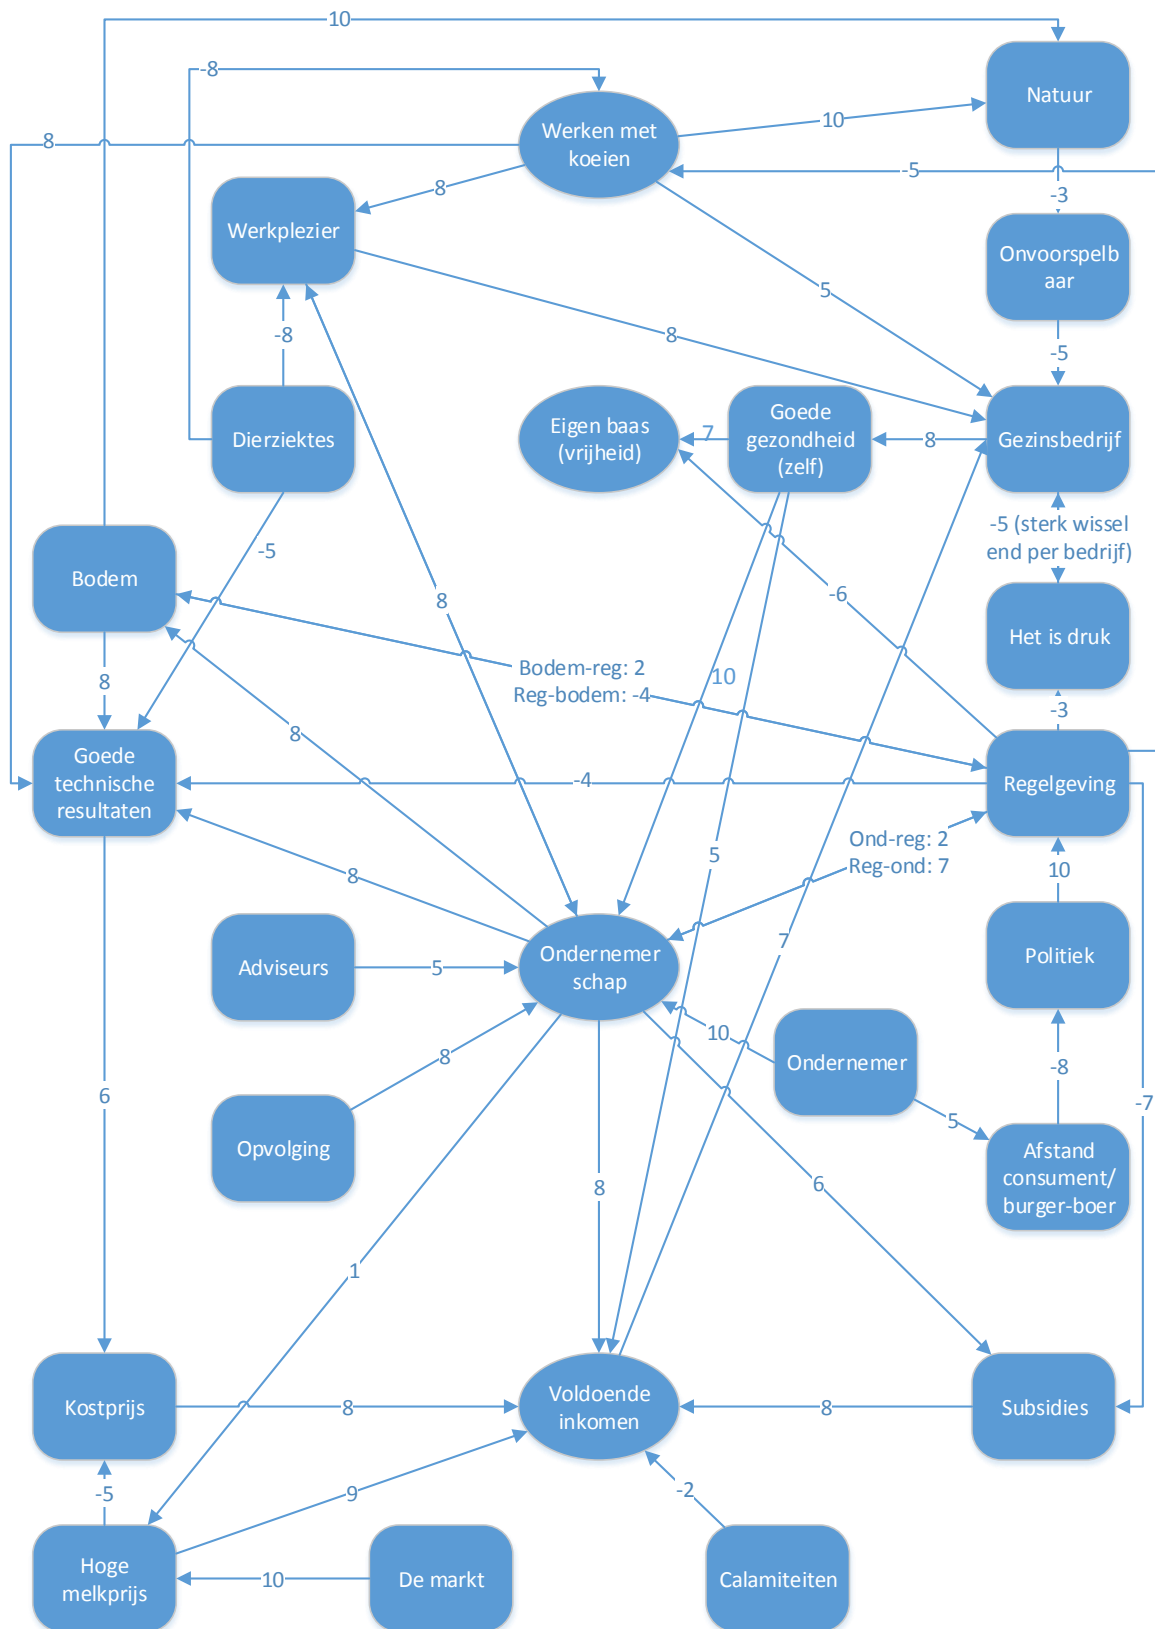 10
-8
Natuur
Werken met
koeien
10
8
-5
8
-3
Werkplezier
Onvoorspelb
aar
5
-8
8
-5
Dierziektes
Eigen baas
(vrijheid)
7
Goede
gezondheid
(zelf)
8
Gezinsbedrijf
-5 (sterk wissel
end per bedrijf)
-5
Bodem
8
-6
Het is druk
Bodem-reg: 2
Reg-bodem: -4
8
10
-3
8
Goede
technische
resultaten
-4
Regelgeving
5
Ond-reg: 2
Reg-ond: 7
8
10
7
Adviseurs
5
Ondernemer
schap
Politiek
10
Ondernemer
8
-8
6
-7
5
Opvolging
Afstand
consument/
burger-boer
8
6
1
Kostprijs
8
Voldoende
inkomen
8
Subsidies
-5
9
-2
Hoge
melkprijs
10
De markt
Calamiteiten